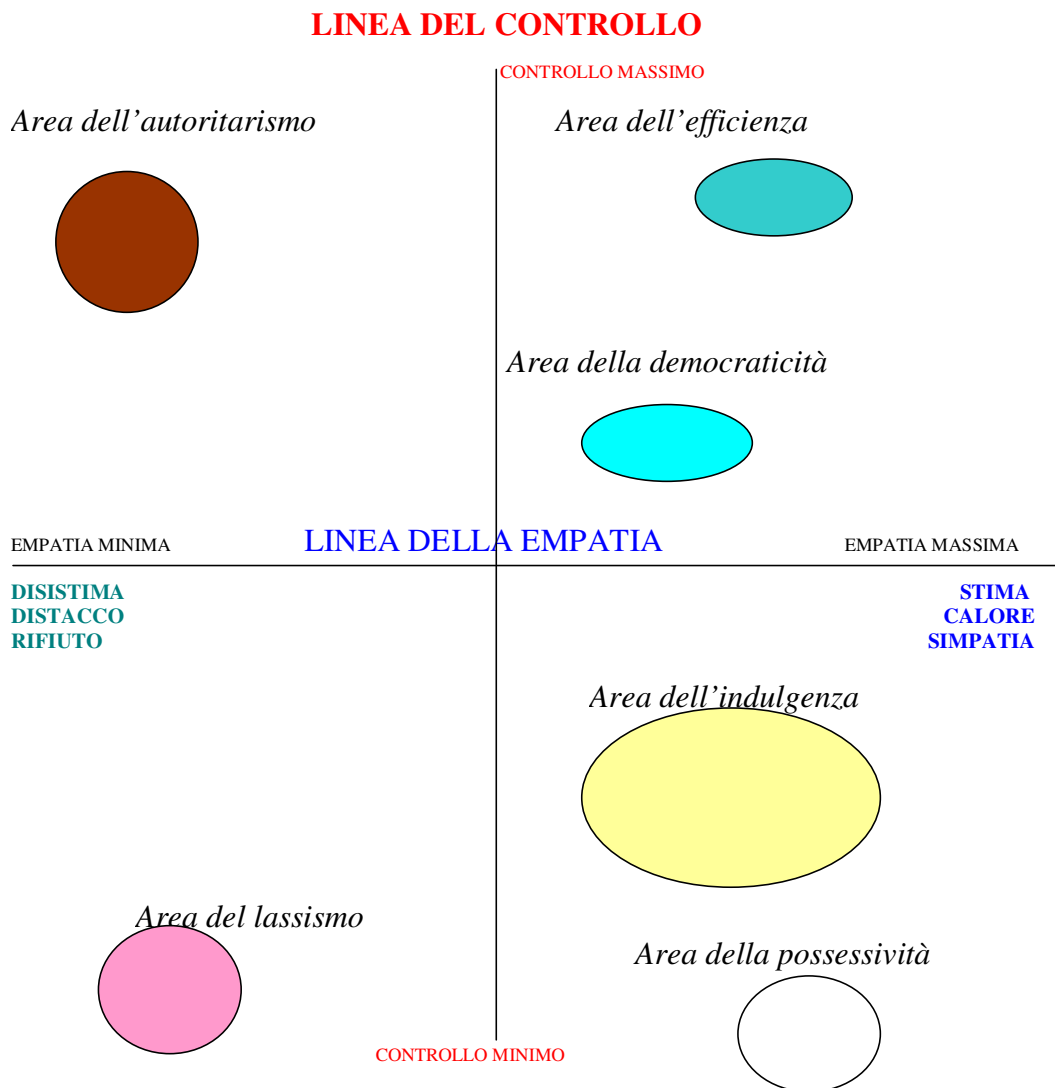 LINEA DEL CONTROLLO
CONTROLLO MASSIMO
Area dell’autoritarismo
Area dell’efficienza
Area della democraticità
EMPATIA MINIMA
LINEA DELLA EMPATIA
EMPATIA MASSIMA
DISISTIMA
DISTACCO
RIFIUTO
STIMA
CALORE
SIMPATIA
Area dell’indulgenza
Area del lassismo
Area della possessività
CONTROLLO MINIMO